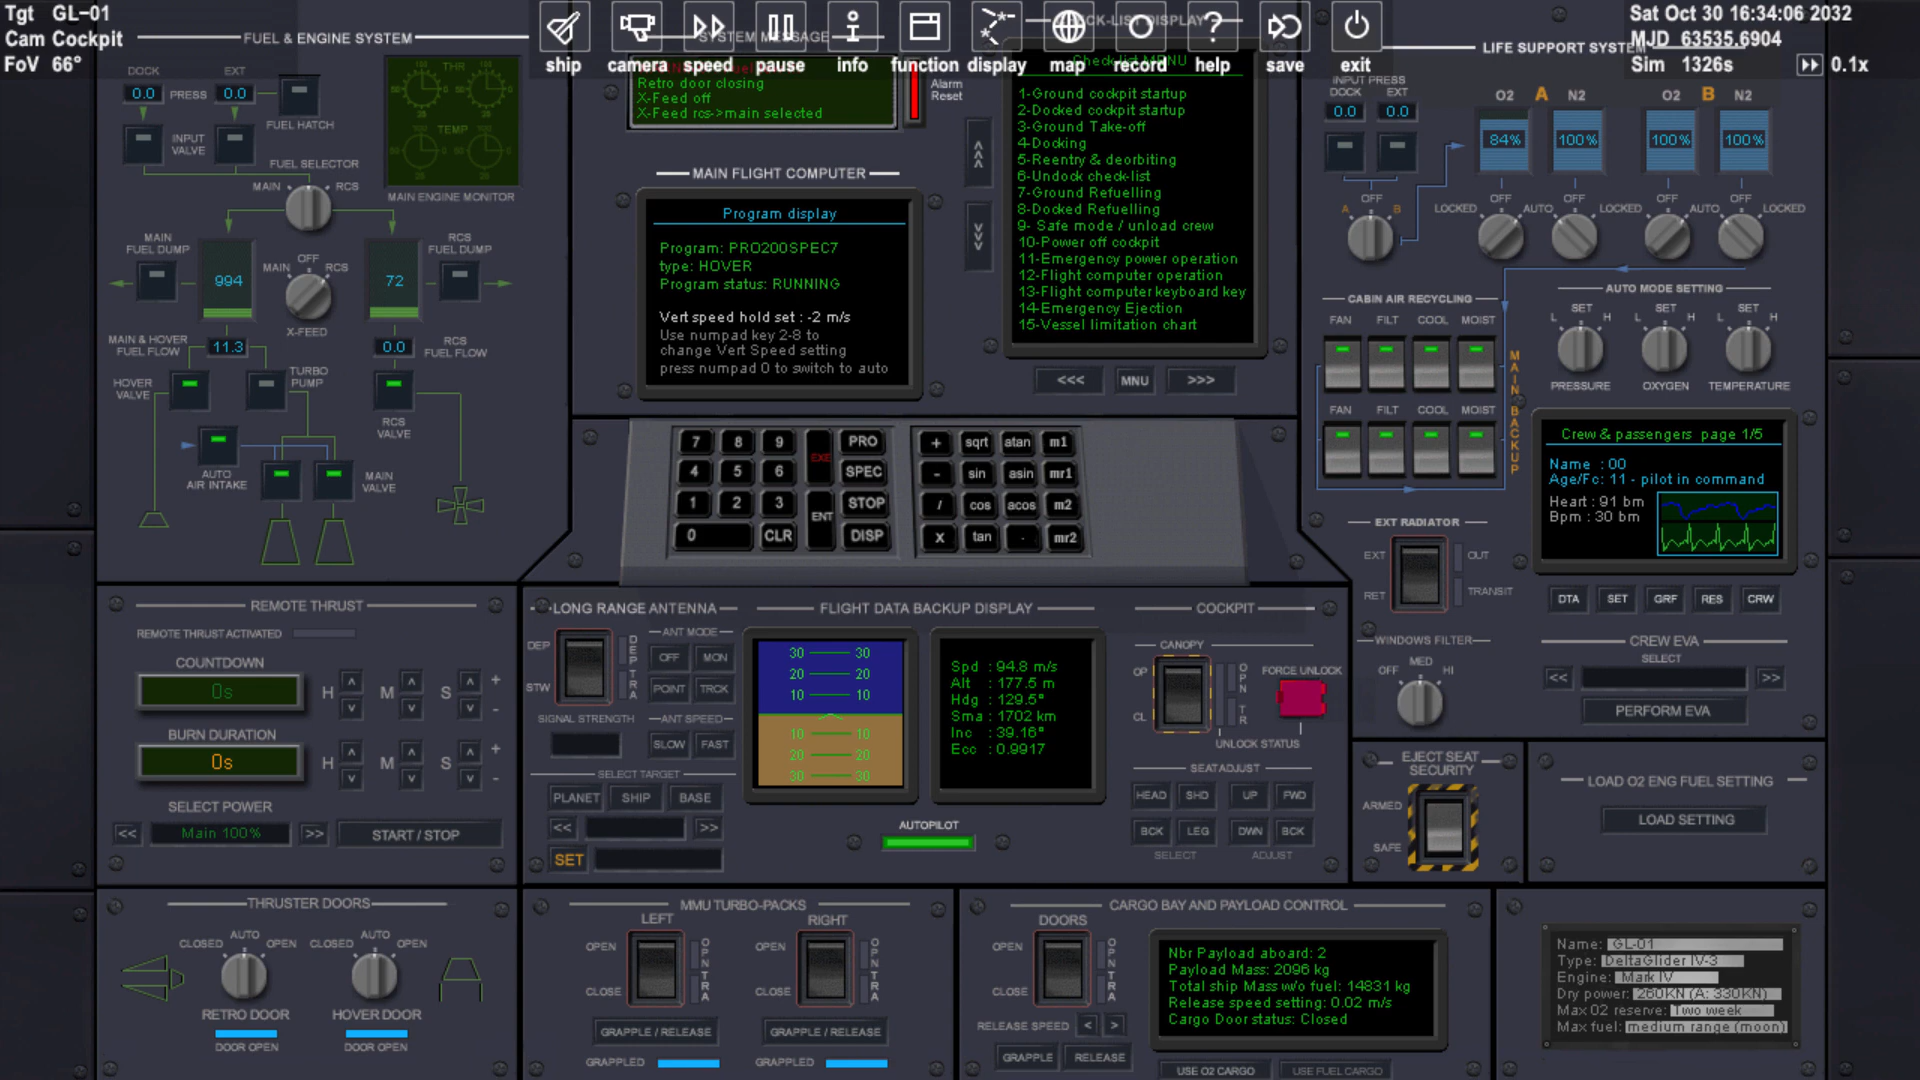 Tgt GL-01
Cam Cockpit
FoV 66°
ship camera speed pause info function display map record help save exit
Sat Oct 30 16:34:06 2032
MJD 63535.6904
Sim 1326s
0.1x
FUEL & ENGINE SYSTEM
DOCK EXT
0.0 PRESS 0.0
FUEL HATCH
INPUT VALVE
FUEL SELECTOR
MAIN RCS
THR
TEMP
MAIN ENGINE MONITOR
MAIN FUEL DUMP
RCS FUEL DUMP
994
MAIN OFF RCS
72
X-FEED
MAIN & HOVER FUEL FLOW
11.3
0.0
RCS FUEL FLOW
HOVER VALVE
TURBO PUMP
RCS VALVE
AUTO AIR INTAKE
MAIN VALVE
SYSTEM MESSAGE
Retro door closing
X-Feed off
X-Feed rcs->main selected
Alarm Reset
MAIN FLIGHT COMPUTER
Program display
Program: PRO200SPEC7
type: HOVER
Program status: RUNNING
Vert speed hold set : -2 m/s
Use numpad key 2-8 to
change Vert Speed setting
press numpad 0 to switch to auto
Check-list MENU
1-Ground cockpit startup
2-Docked cockpit startup
3-Ground Take-off
4-Docking
5-Reentry & deorbiting
6-Undock check-list
7-Ground Refuelling
8-Docked Refuelling
9- Safe mode / unload crew
10-Power off cockpit
11-Emergency power operation
12-Flight computer operation
13-Flight computer keyboard key
14-Emergency Ejection
15-Vessel limitation chart
<<< MNU >>>
7 8 9 EXE PRO + sqrt atan m1
4 5 6 SPEC - sin asin mr1
1 2 3 ENT STOP / cos acos m2
0 CLR DISP X tan . mr2
LIFE SUPPORT SYSTEM
INPUT PRESS
DOCK EXT
0.0 0.0
O2 A N2 O2 B N2
84% 100% 100% 100%
OFF
A B
OFF OFF OFF OFF
LOCKED AUTO LOCKED AUTO LOCKED
CABIN AIR RECYCLING
FAN FILT COOL MOIST
FAN FILT COOL MOIST
MAIN
BACKUP
AUTO MODE SETTING
SET SET SET
L H L H L H
PRESSURE OXYGEN TEMPERATURE
Crew & passengers page 1/5
Name : 00
Age/Fc: 11 - pilot in command
Heart : 91 bm
Bpm : 30 bm
DTA SET GRF RES CRW
EXT RADIATOR
EXT OUT
RET TRANSIT
WINDOWS FILTER
OFF MED HI
CREW EVA
SELECT
<< >>
PERFORM EVA
REMOTE THRUST
REMOTE THRUST ACTIVATED
COUNTDOWN
0s H M S + -
BURN DURATION
0s H M S + -
SELECT POWER
<< Main 100% >> START / STOP
LONG RANGE ANTENNA
DEP
STW
DEP
TRA
ANT MODE
OFF MON
POINT TRCK
SIGNAL STRENGTH
ANT SPEED
SLOW FAST
SELECT TARGET
PLANET SHIP BASE
<< >>
SET
FLIGHT DATA BACKUP DISPLAY
30 30
20 20
10 10
10 10
20 20
30 30
Spd : 94.8 m/s
Alt : 177.5 m
Hdg : 129.5°
Sma : 1702 km
Inc : 39.16°
Ecc : 0.9917
AUTOPILOT
COCKPIT
CANOPY
OP
CL
OPN
TR
FORCE UNLOCK
UNLOCK STATUS
SEAT ADJUST
HEAD SHD UP FWD
BCK LEG DWN BCK
SELECT ADJUST
EJECT SEAT SECURITY
ARMED
SAFE
LOAD O2 ENG FUEL SETTING
LOAD SETTING
THRUSTER DOORS
CLOSED AUTO OPEN CLOSED AUTO OPEN
RETRO DOOR HOVER DOOR
DOOR OPEN DOOR OPEN
MMU TURBO-PACKS
LEFT RIGHT
OPEN OPEN
CLOSE CLOSE
OPN TRA OPN TRA
GRAPPLE / RELEASE GRAPPLE / RELEASE
GRAPPLED GRAPPLED
CARGO BAY AND PAYLOAD CONTROL
DOORS
OPEN
CLOSE
OPN TRA
RELEASE SPEED < >
GRAPPLE RELEASE
Nbr Payload aboard: 2
Payload Mass: 2096 kg
Total ship Mass w/o fuel: 14831 kg
Release speed setting: 0.02 m/s
Cargo Door status: Closed
USE O2 CARGO USE FUEL CARGO
Name: GL-01
Type: DeltaGlider IV-3
Engine: Mark IV
Dry power: 260KN (A: 330KN)
Max O2 reserve: Two week
Max fuel: medium range (moon)